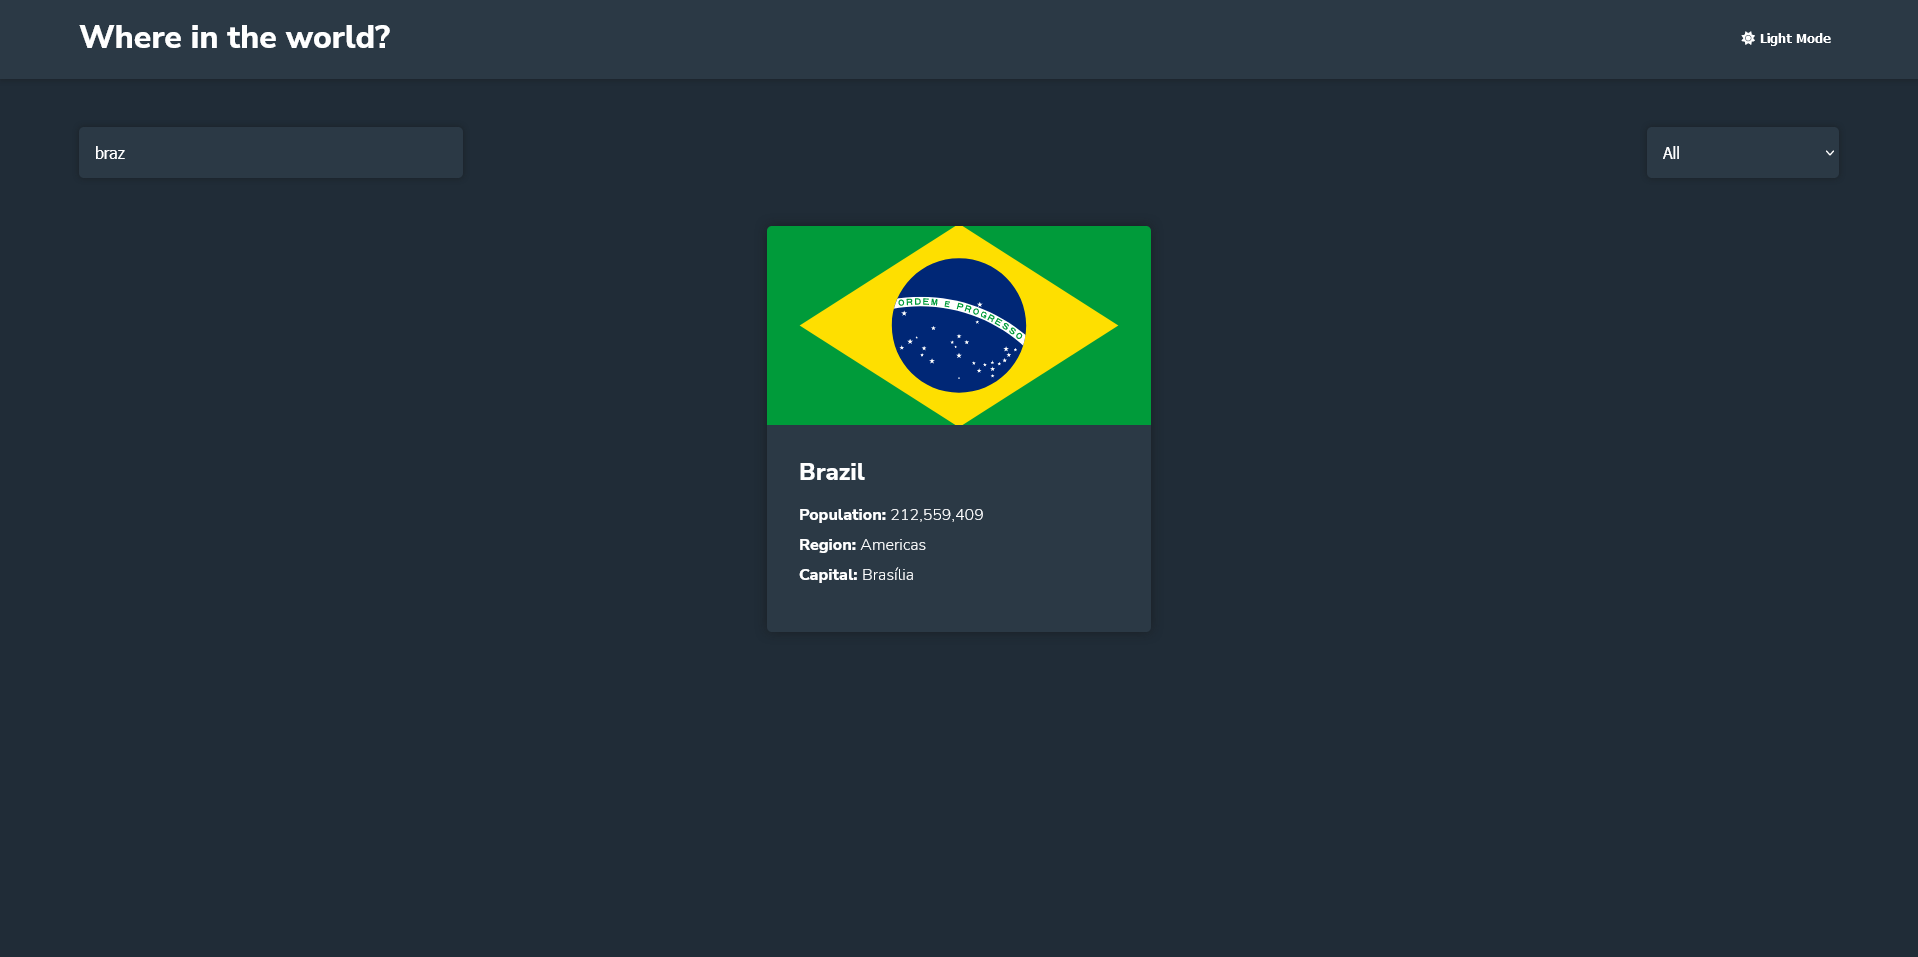 Where in the world?
Light Mode
braz
All
ORDEM E PROGRESSO
Brazil
Population: 212,559,409
Region: Americas
Capital: Brasília